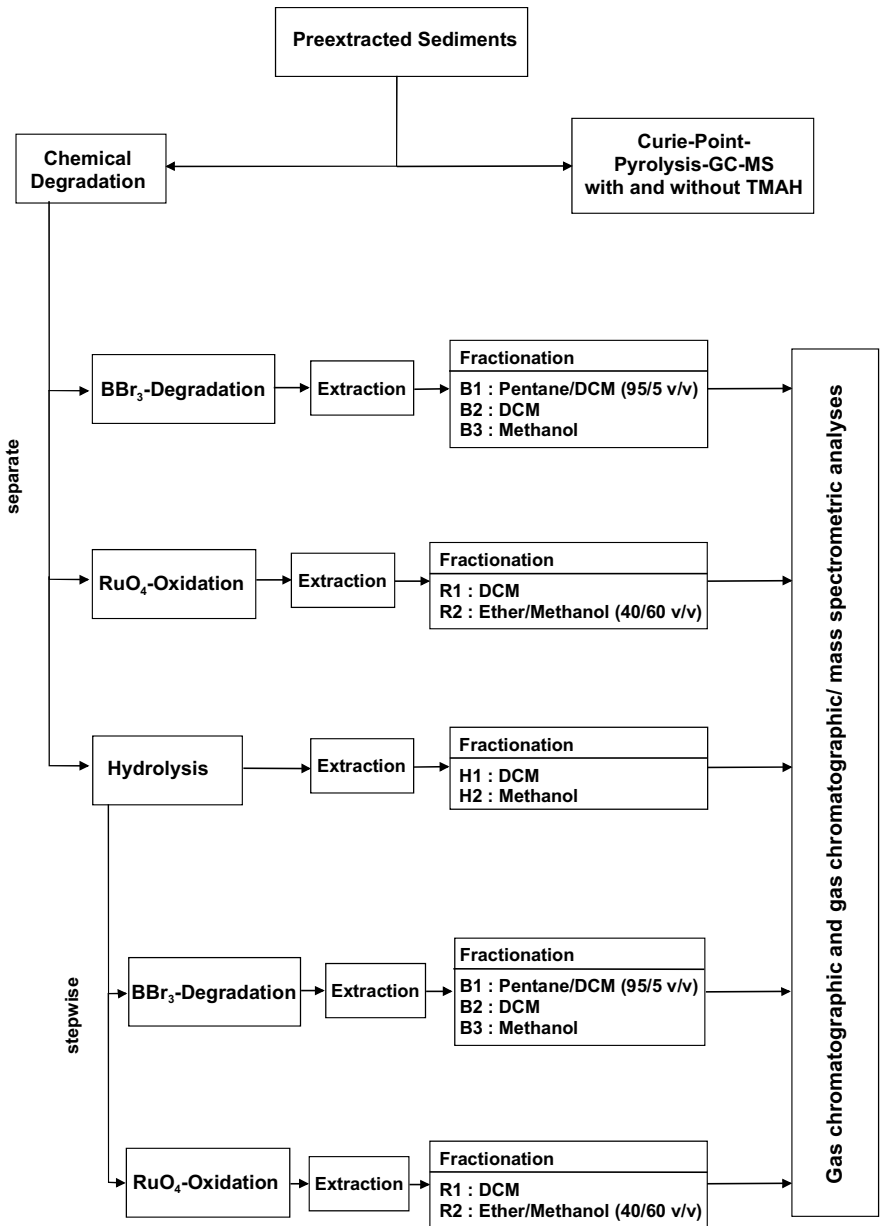 Preextracted Sediments
Chemical
Degradation
Curie-Point-
Pyrolysis-GC-MS
with and without TMAH
separate
BBr₃-Degradation
Extraction
Fractionation
B1 : Pentane/DCM (95/5 v/v)
B2 : DCM
B3 : Methanol
RuO₄-Oxidation
Extraction
Fractionation
R1 : DCM
R2 : Ether/Methanol (40/60 v/v)
Hydrolysis
Extraction
Fractionation
H1 : DCM
H2 : Methanol
stepwise
BBr₃-Degradation
Extraction
Fractionation
B1 : Pentane/DCM (95/5 v/v)
B2 : DCM
B3 : Methanol
RuO₄-Oxidation
Extraction
Fractionation
R1 : DCM
R2 : Ether/Methanol (40/60 v/v)
Gas chromatographic and gas chromatographic/ mass spectrometric analyses